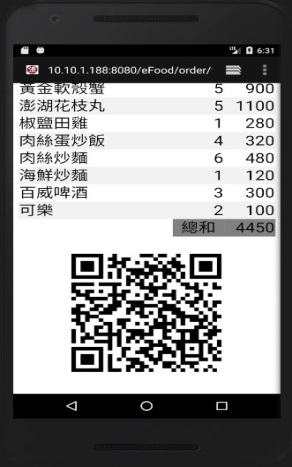 6:31
10.10.1.188:8080/eFood/order/
黃金軟殼蟹 5 900
澎湖花枝丸 5 1100
椒鹽田雞 1 280
肉絲蛋炒飯 4 320
肉絲炒麵 6 480
海鮮炒麵 1 120
百威啤酒 3 300
可樂 2 100
總和 4450